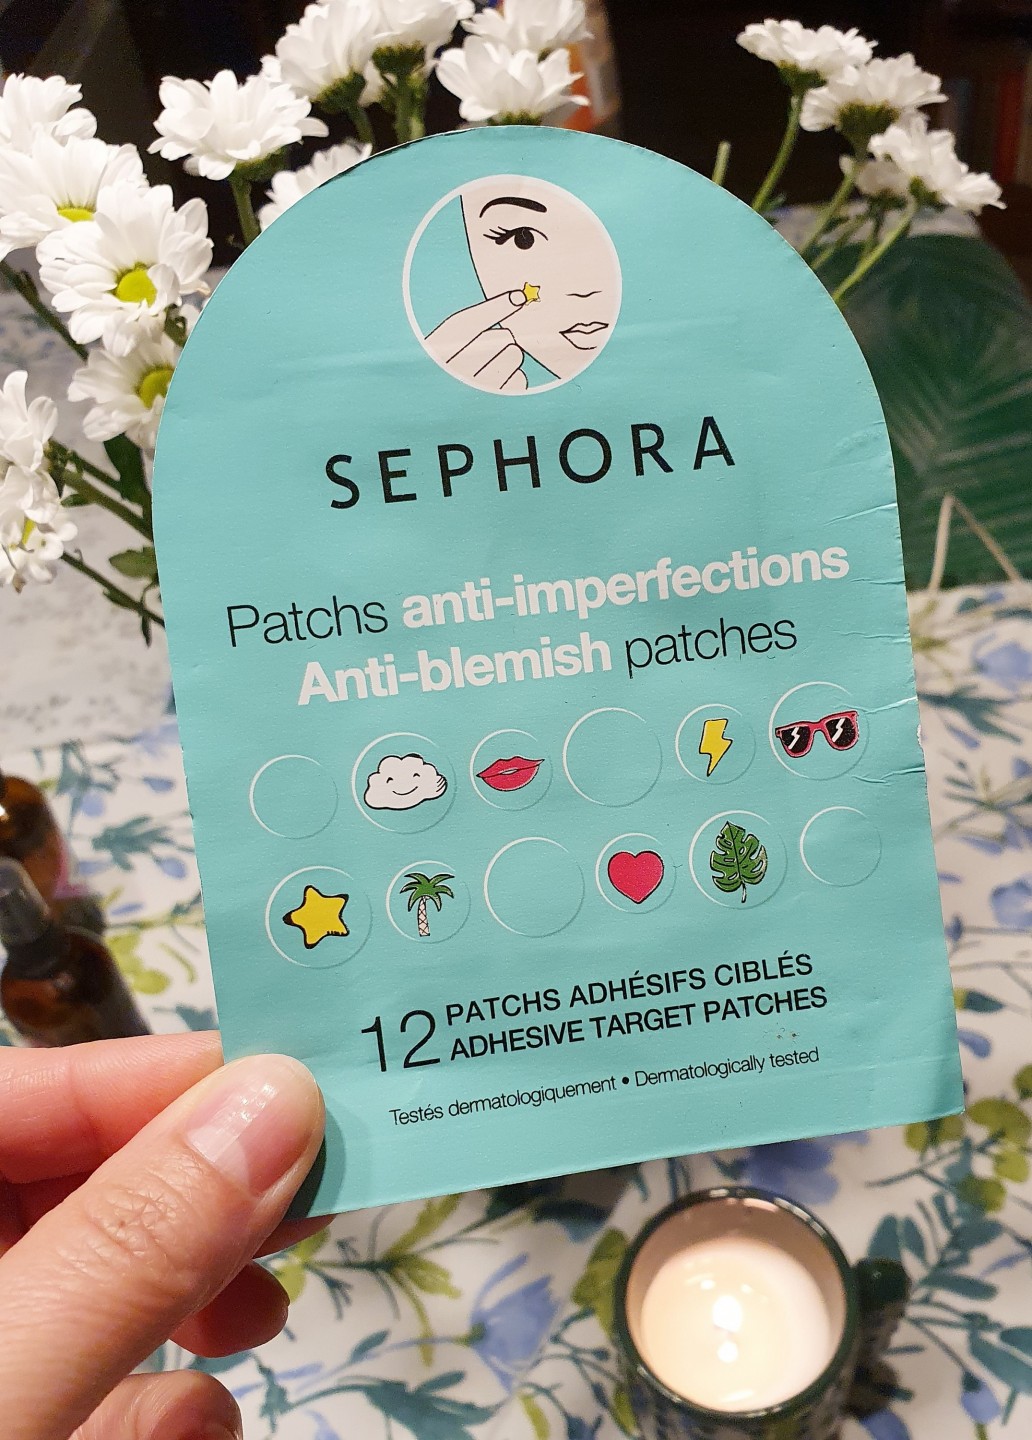 SEPHORA
Patchs anti-imperfections
Anti-blemish patches
12 PATCHS ADHÉSIFS CIBLÉS
ADHESIVE TARGET PATCHES
Testés dermatologiquement • Dermatologically tested